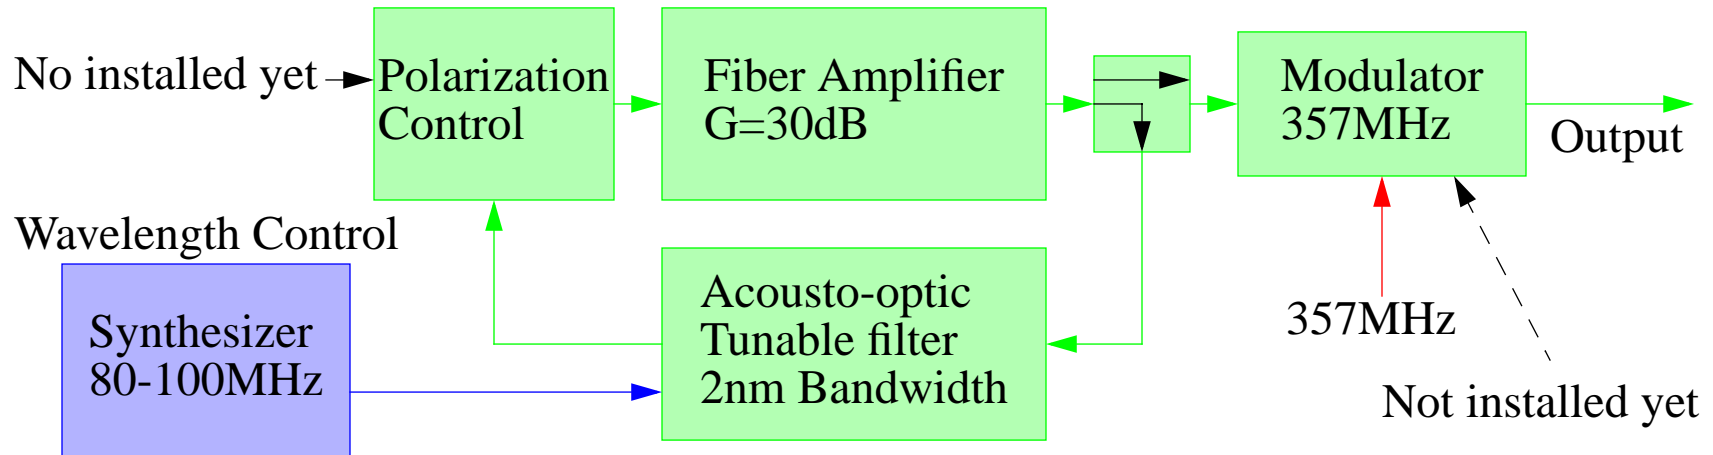 No installed yet
Polarization
Control
Fiber Amplifier
G=30dB
Modulator
357MHz
Output
Wavelength Control
Synthesizer
80-100MHz
Acousto-optic
Tunable filter
2nm Bandwidth
357MHz
Not installed yet